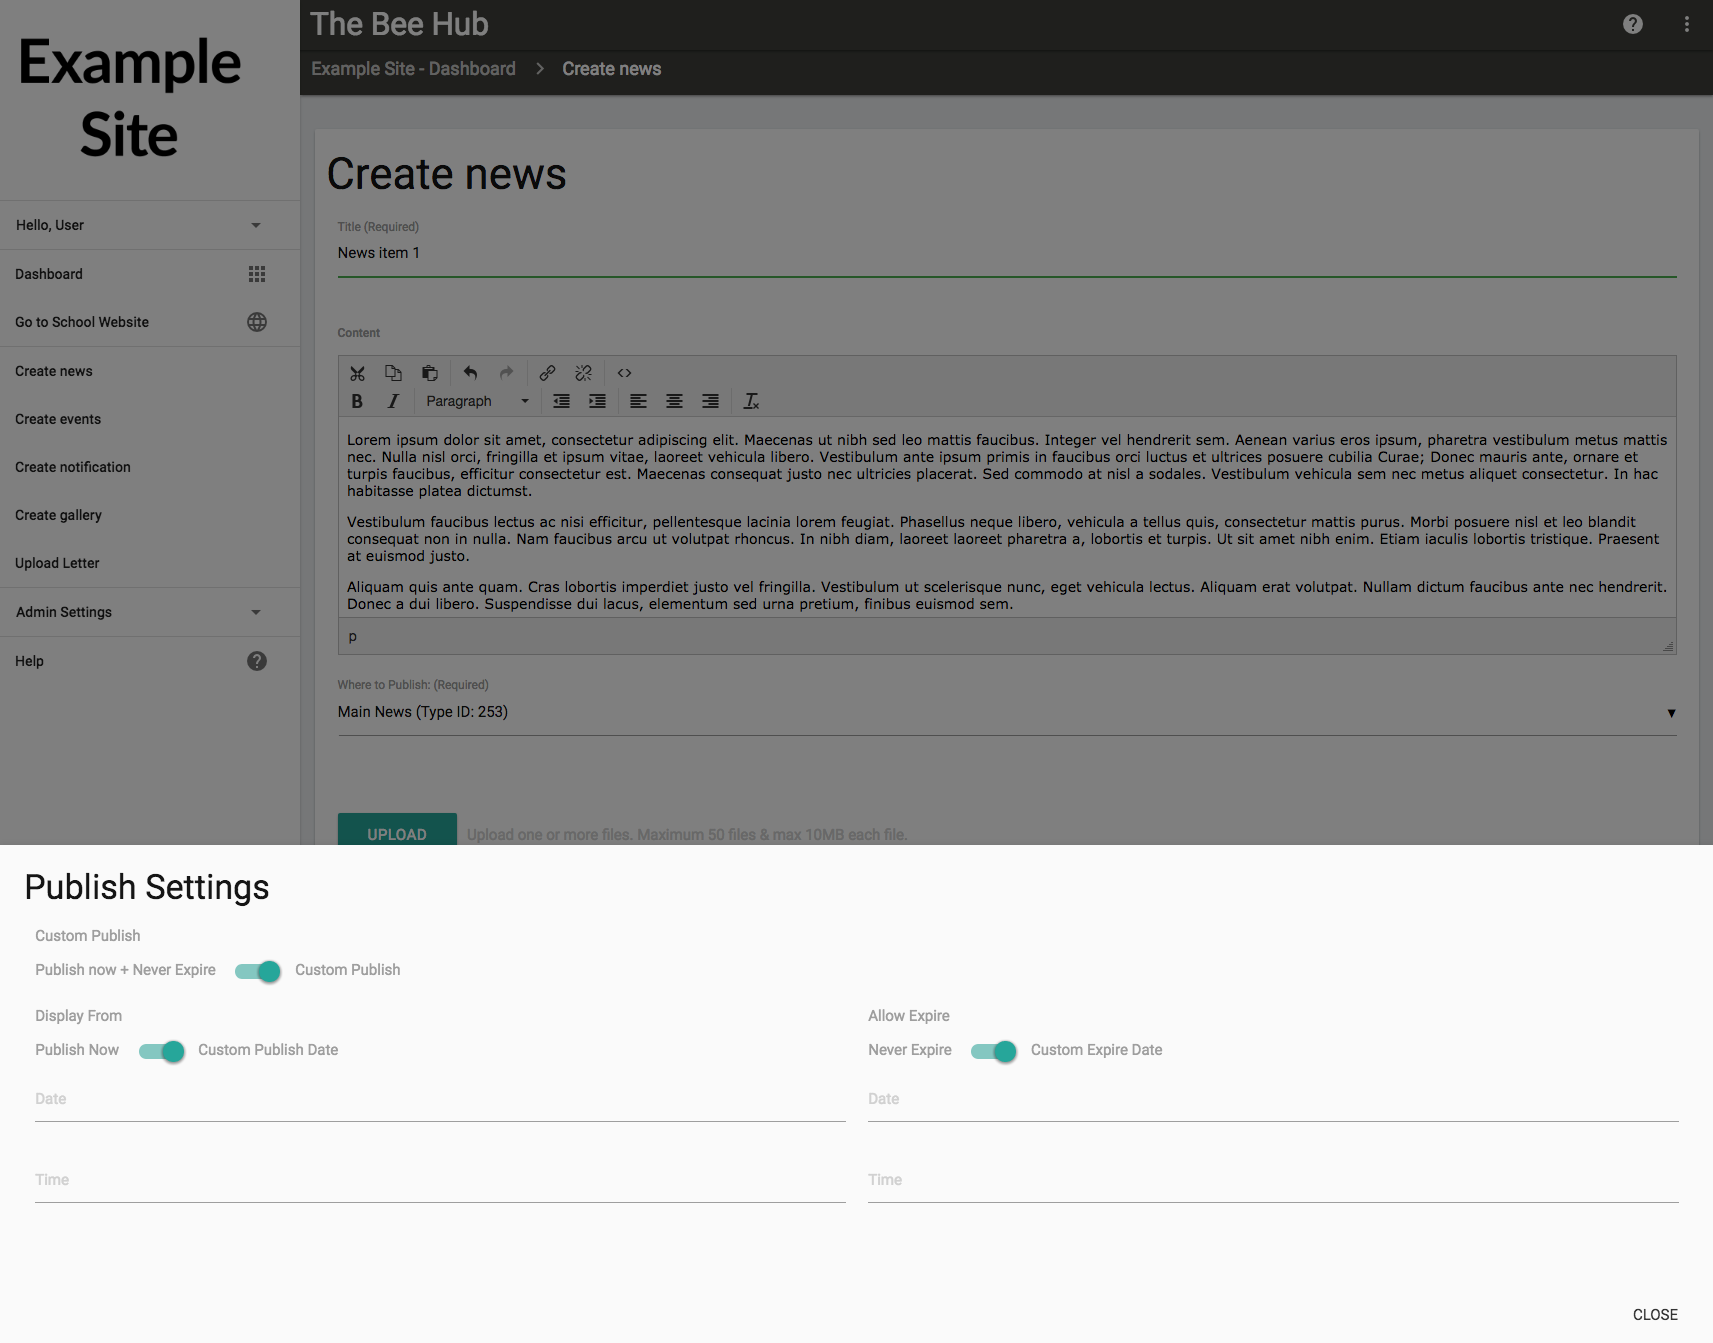 Example
Site
Hello, User
Dashboard
Go to School Website
Create news
Create events
Create notification
Create gallery
Upload Letter
Admin Settings
Help
The Bee Hub
Example Site - Dashboard > Create news
Create news
Title (Required)
News item 1
Content
B I Paragraph
Lorem ipsum dolor sit amet, consectetur adipiscing elit. Maecenas ut nibh sed leo mattis faucibus. Integer vel hendrerit sem. Aenean varius eros ipsum, pharetra vestibulum metus mattis
nec. Nulla nisl orci, fringilla et ipsum vitae, laoreet vehicula libero. Vestibulum ante ipsum primis in faucibus orci luctus et ultrices posuere cubilia Curae; Donec mauris ante, ornare et
turpis faucibus, efficitur consectetur est. Maecenas consequat justo nec ultricies placerat. Sed commodo at nisl a sodales. Vestibulum vehicula sem nec metus aliquet consectetur. In hac
habitasse platea dictumst.
Vestibulum faucibus lectus ac nisi efficitur, pellentesque lacinia lorem feugiat. Phasellus neque libero, vehicula a tellus quis, consectetur mattis purus. Morbi posuere nisl et leo blandit
consequat non in nulla. Nam faucibus arcu ut volutpat rhoncus. In nibh diam, laoreet laoreet pharetra a, lobortis et turpis. Ut sit amet nibh enim. Etiam iaculis lobortis tristique. Praesent
at euismod justo.
Aliquam quis ante quam. Cras lobortis imperdiet justo vel fringilla. Vestibulum ut scelerisque nunc, eget vehicula lectus. Aliquam erat volutpat. Nullam dictum faucibus ante nec hendrerit.
Donec a dui libero. Suspendisse dui lacus, elementum sed urna pretium, finibus euismod sem.
p
Where to Publish: (Required)
Main News (Type ID: 253)
UPLOAD Upload one or more files. Maximum 50 files & max 10MB each file.
Publish Settings
Custom Publish
Publish now + Never Expire Custom Publish
Display From
Publish Now Custom Publish Date
Date
Time
Allow Expire
Never Expire Custom Expire Date
Date
Time
CLOSE